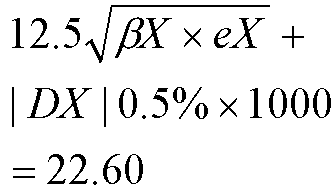 12.5√βX × eX +
| DX | 0.5% × 1000
= 22.60